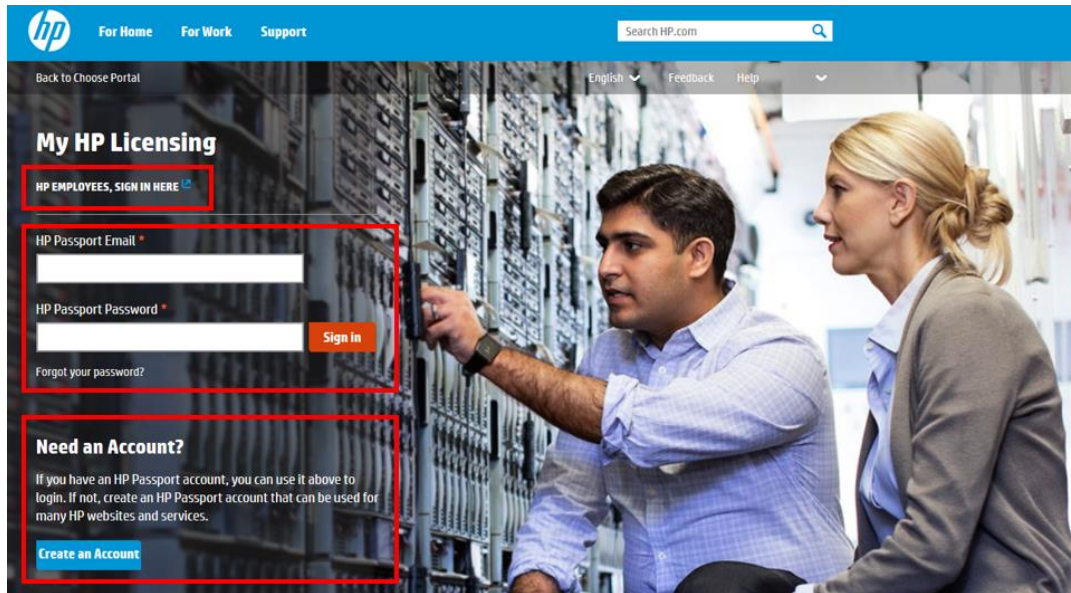 hp
For Home For Work Support
Search HP.com
Back to Choose Portal
English Feedback Help
My HP Licensing
HP EMPLOYEES, SIGN IN HERE
HP Passport Email *
HP Passport Password *
Sign in
Forgot your password?
Need an Account?
If you have an HP Passport account, you can use it above to
login. If not, create an HP Passport account that can be used for
many HP websites and services.
Create an Account